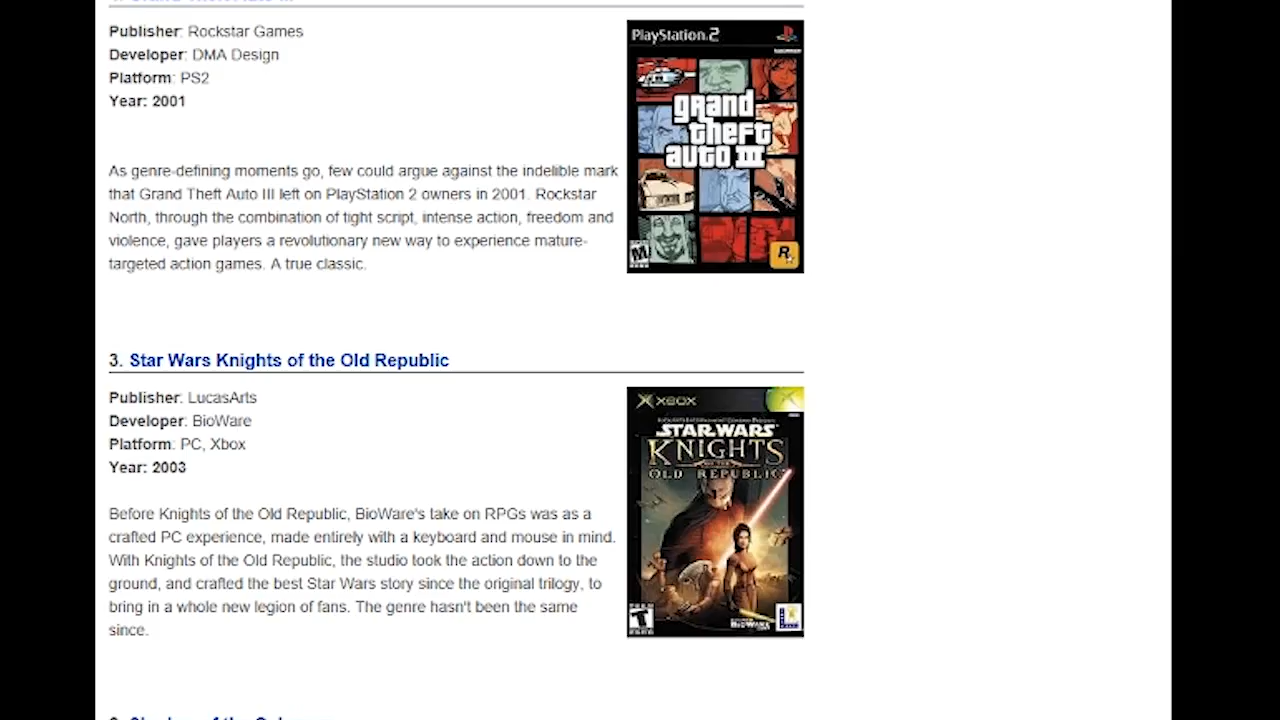 Publisher: Rockstar Games
Developer: DMA Design
Platform: PS2
Year: 2001
As genre-defining moments go, few could argue against the indelible mark
that Grand Theft Auto III left on PlayStation 2 owners in 2001. Rockstar
North, through the combination of tight script, intense action, freedom and
violence, gave players a revolutionary new way to experience mature-
targeted action games. A true classic.
PlayStation 2
grand
theft
auto III
M
R
3. Star Wars Knights of the Old Republic
Publisher: LucasArts
Developer: BioWare
Platform: PC, Xbox
Year: 2003
Before Knights of the Old Republic, BioWare's take on RPGs was as a
crafted PC experience, made entirely with a keyboard and mouse in mind.
With Knights of the Old Republic, the studio took the action down to the
ground, and crafted the best Star Wars story since the original trilogy, to
bring in a whole new legion of fans. The genre hasn't been the same
since.
XBOX
STAR WARS
KNIGHTS
OF THE
OLD REPUBLIC
T
BIOWARE